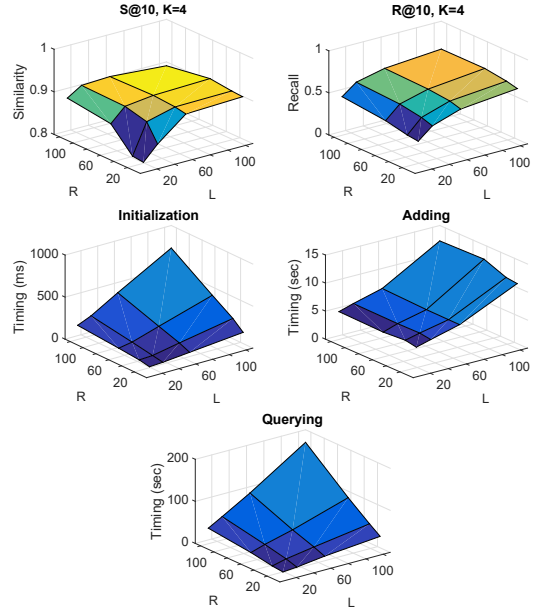 S@10, K=4
R@10, K=4
1
0.9
0.8
Similarity
100
60
20
R
20
60
100
L
1
0.5
0
Recall
100
60
20
R
20
60
100
L
Initialization
Adding
1000
500
0
Timing (ms)
100
60
20
R
20
60
100
L
15
10
5
0
Timing (sec)
100
60
20
R
20
60
100
L
Querying
200
100
0
Timing (sec)
100
60
20
R
20
60
100
L